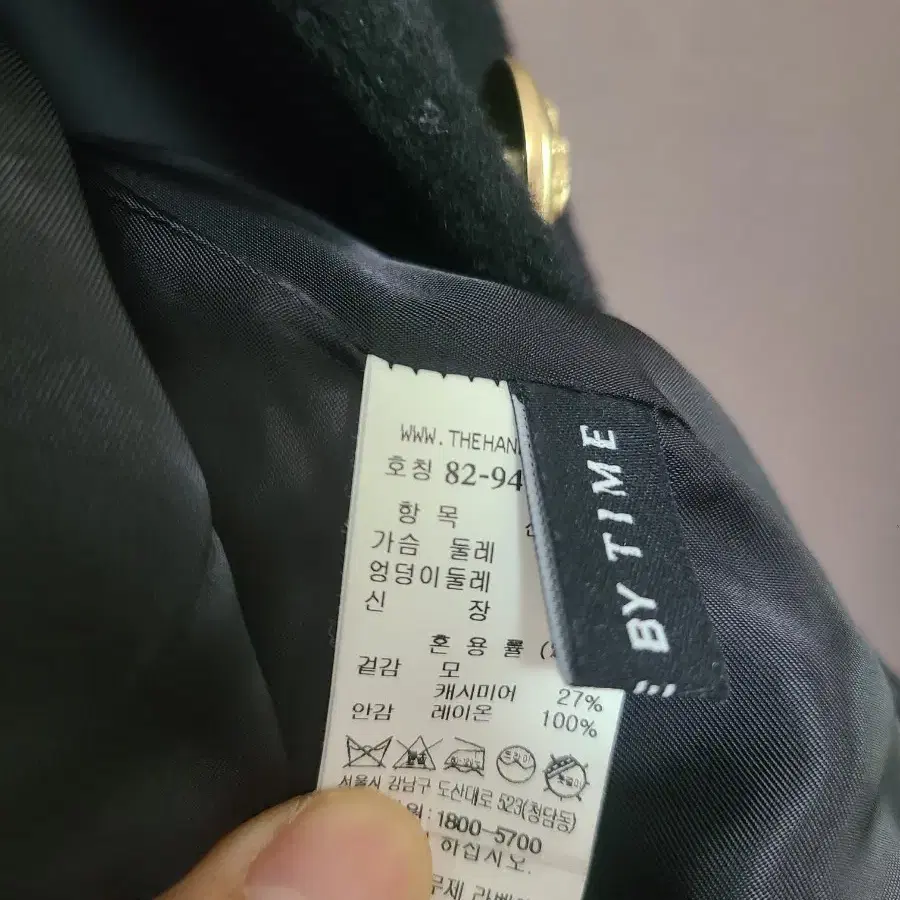 WWW.THEHAN
호칭 82-94
항 목
가슴 둘레
엉덩이둘레
신 장
혼 용 률
겉감 모
캐시미어 27%
안감 레이온 100%
드라이
서울시 강남구 도산대로 523(청담동)
: 1800-5700
하십시오.
BY TIME